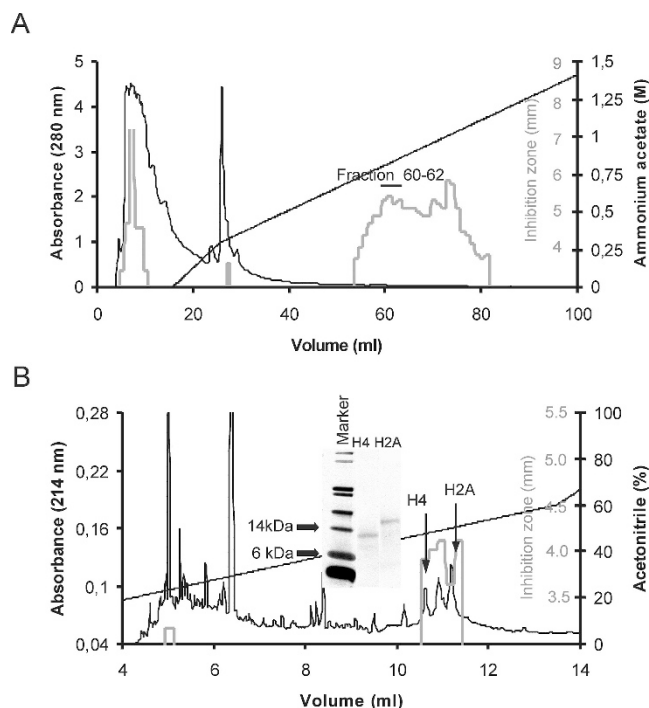 A
Absorbance (280 nm)
5
4
3
2
1
0
Fraction 60-62
9
8
7
6
5
4
Inhibition zone (mm)
1,5
1,25
1
0,75
0,5
0,25
0
Ammonium acetate (M)
0 20 40 60 80 100
Volume (ml)
B
Absorbance (214 nm)
0,28
0,22
0,16
0,1
0,04
Marker
H4 H2A
14kDa
6 kDa
H4
H2A
5.5
5.0
4.5
4.0
3.5
Inhibition zone (mm)
100
80
60
40
20
0
Acetonitrile (%)
4 6 8 10 12 14
Volume (ml)